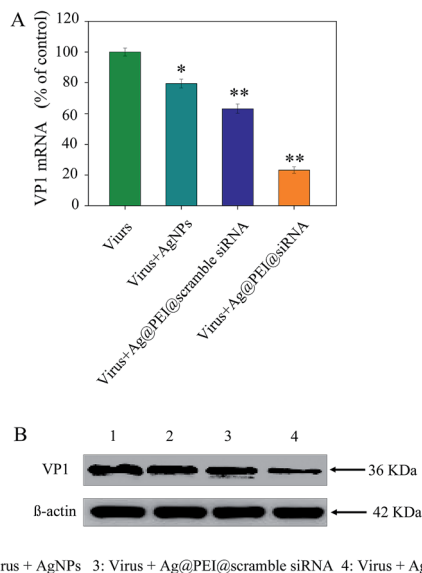 A
VP1 mRNA
(% of control)
120
100
80
60
40
20
0
*
**
**
Viurs
Virus+AgNPs
Virus+Ag@PEI@scramble siRNA
Virus+Ag@PEI@siRNA
B
1 2 3 4
VP1
36 KDa
ß-actin
42 KDa
+ AgNPs 3: Virus + Ag@PEI@scramble siRNA 4: Virus +